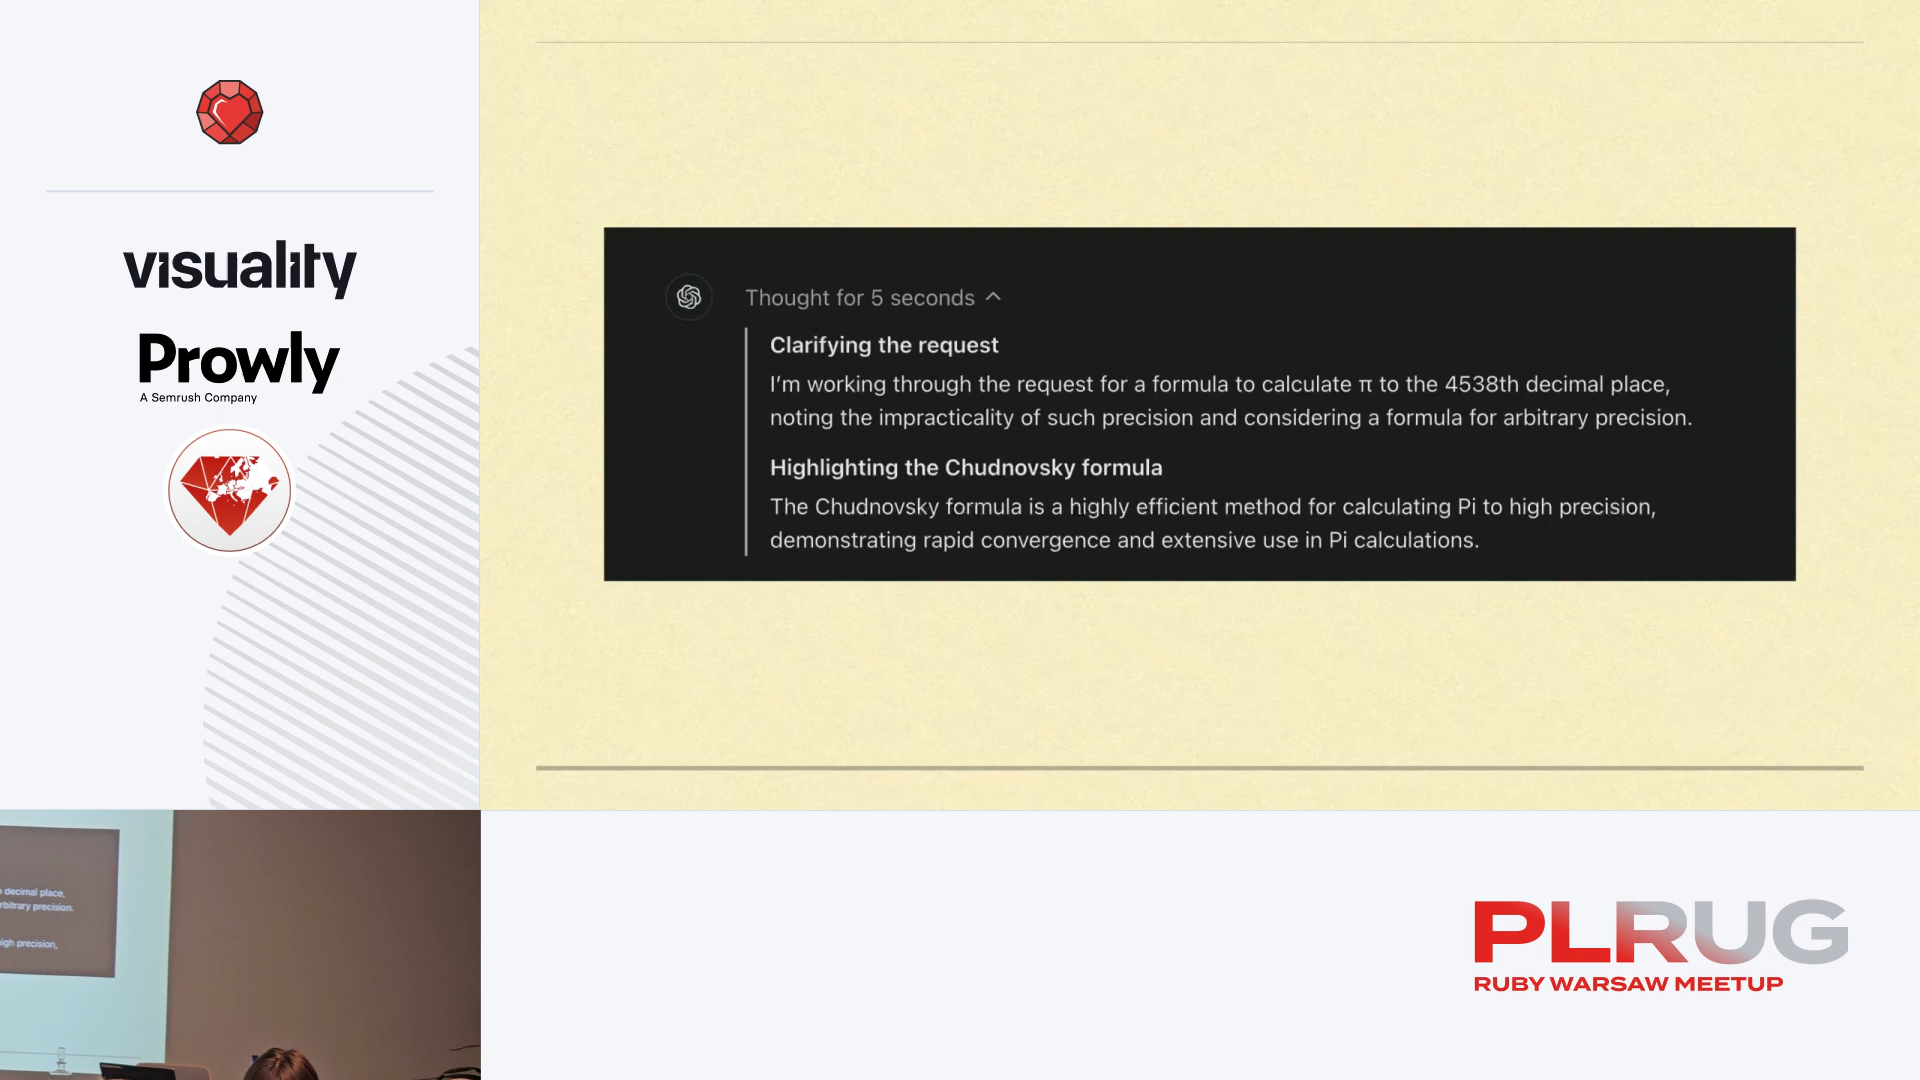 visuality
Prowly
A Semrush Company
Thought for 5 seconds
Clarifying the request
I'm working through the request for a formula to calculate π to the 4538th decimal place,
noting the impracticality of such precision and considering a formula for arbitrary precision.
Highlighting the Chudnovsky formula
The Chudnovsky formula is a highly efficient method for calculating Pi to high precision,
demonstrating rapid convergence and extensive use in Pi calculations.
decimal place,
rbitrary precision.
igh precision,
PLRUG
RUBY WARSAW MEETUP